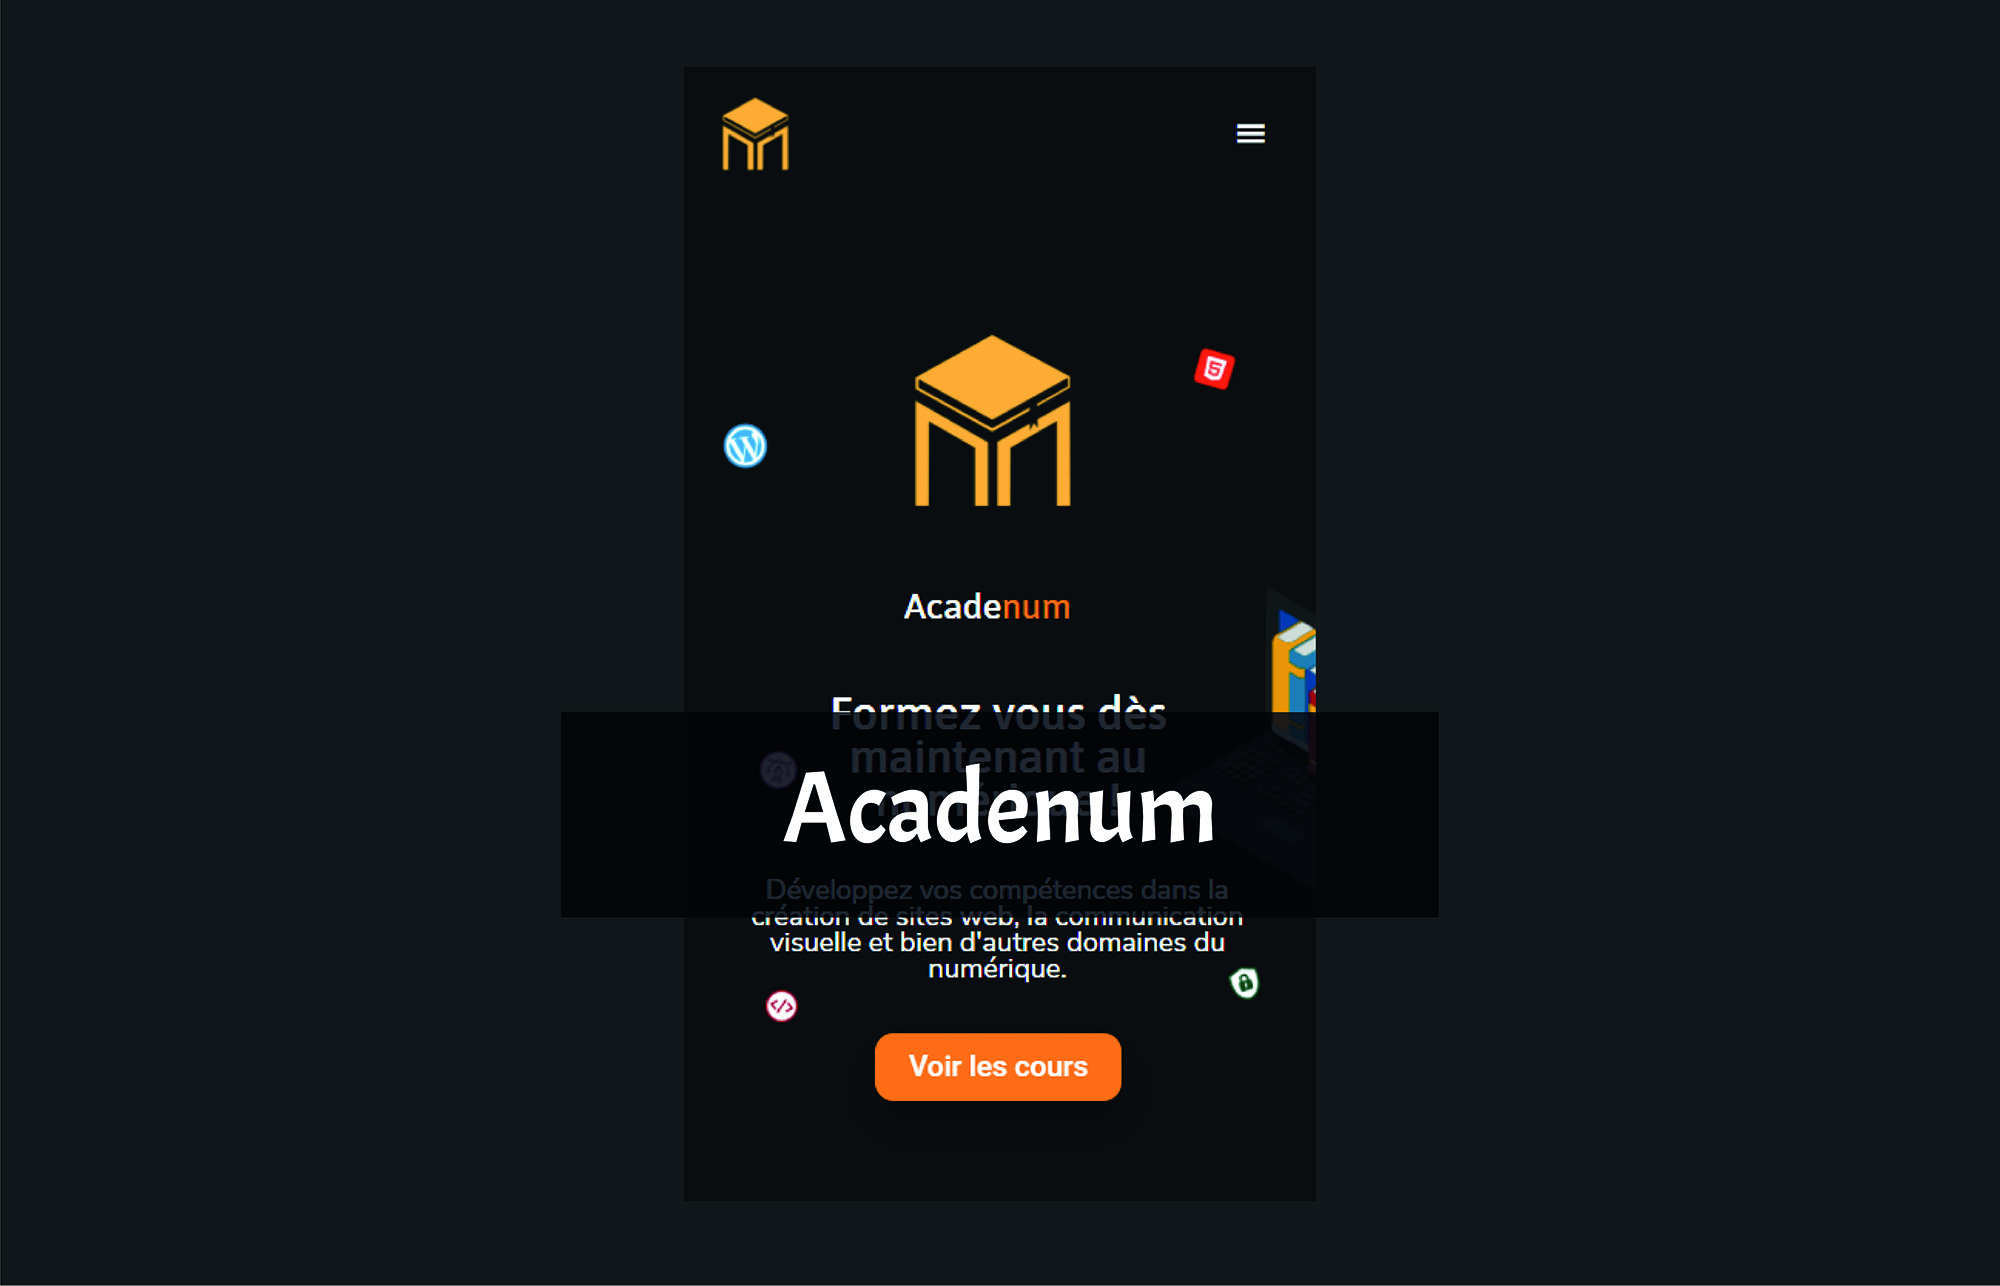 Acadenum
Formez vous dès
maintenant au
numérique !
Acadenum
Développez vos compétences dans la
création de sites web, la communication
visuelle et bien d'autres domaines du
numérique.
Voir les cours